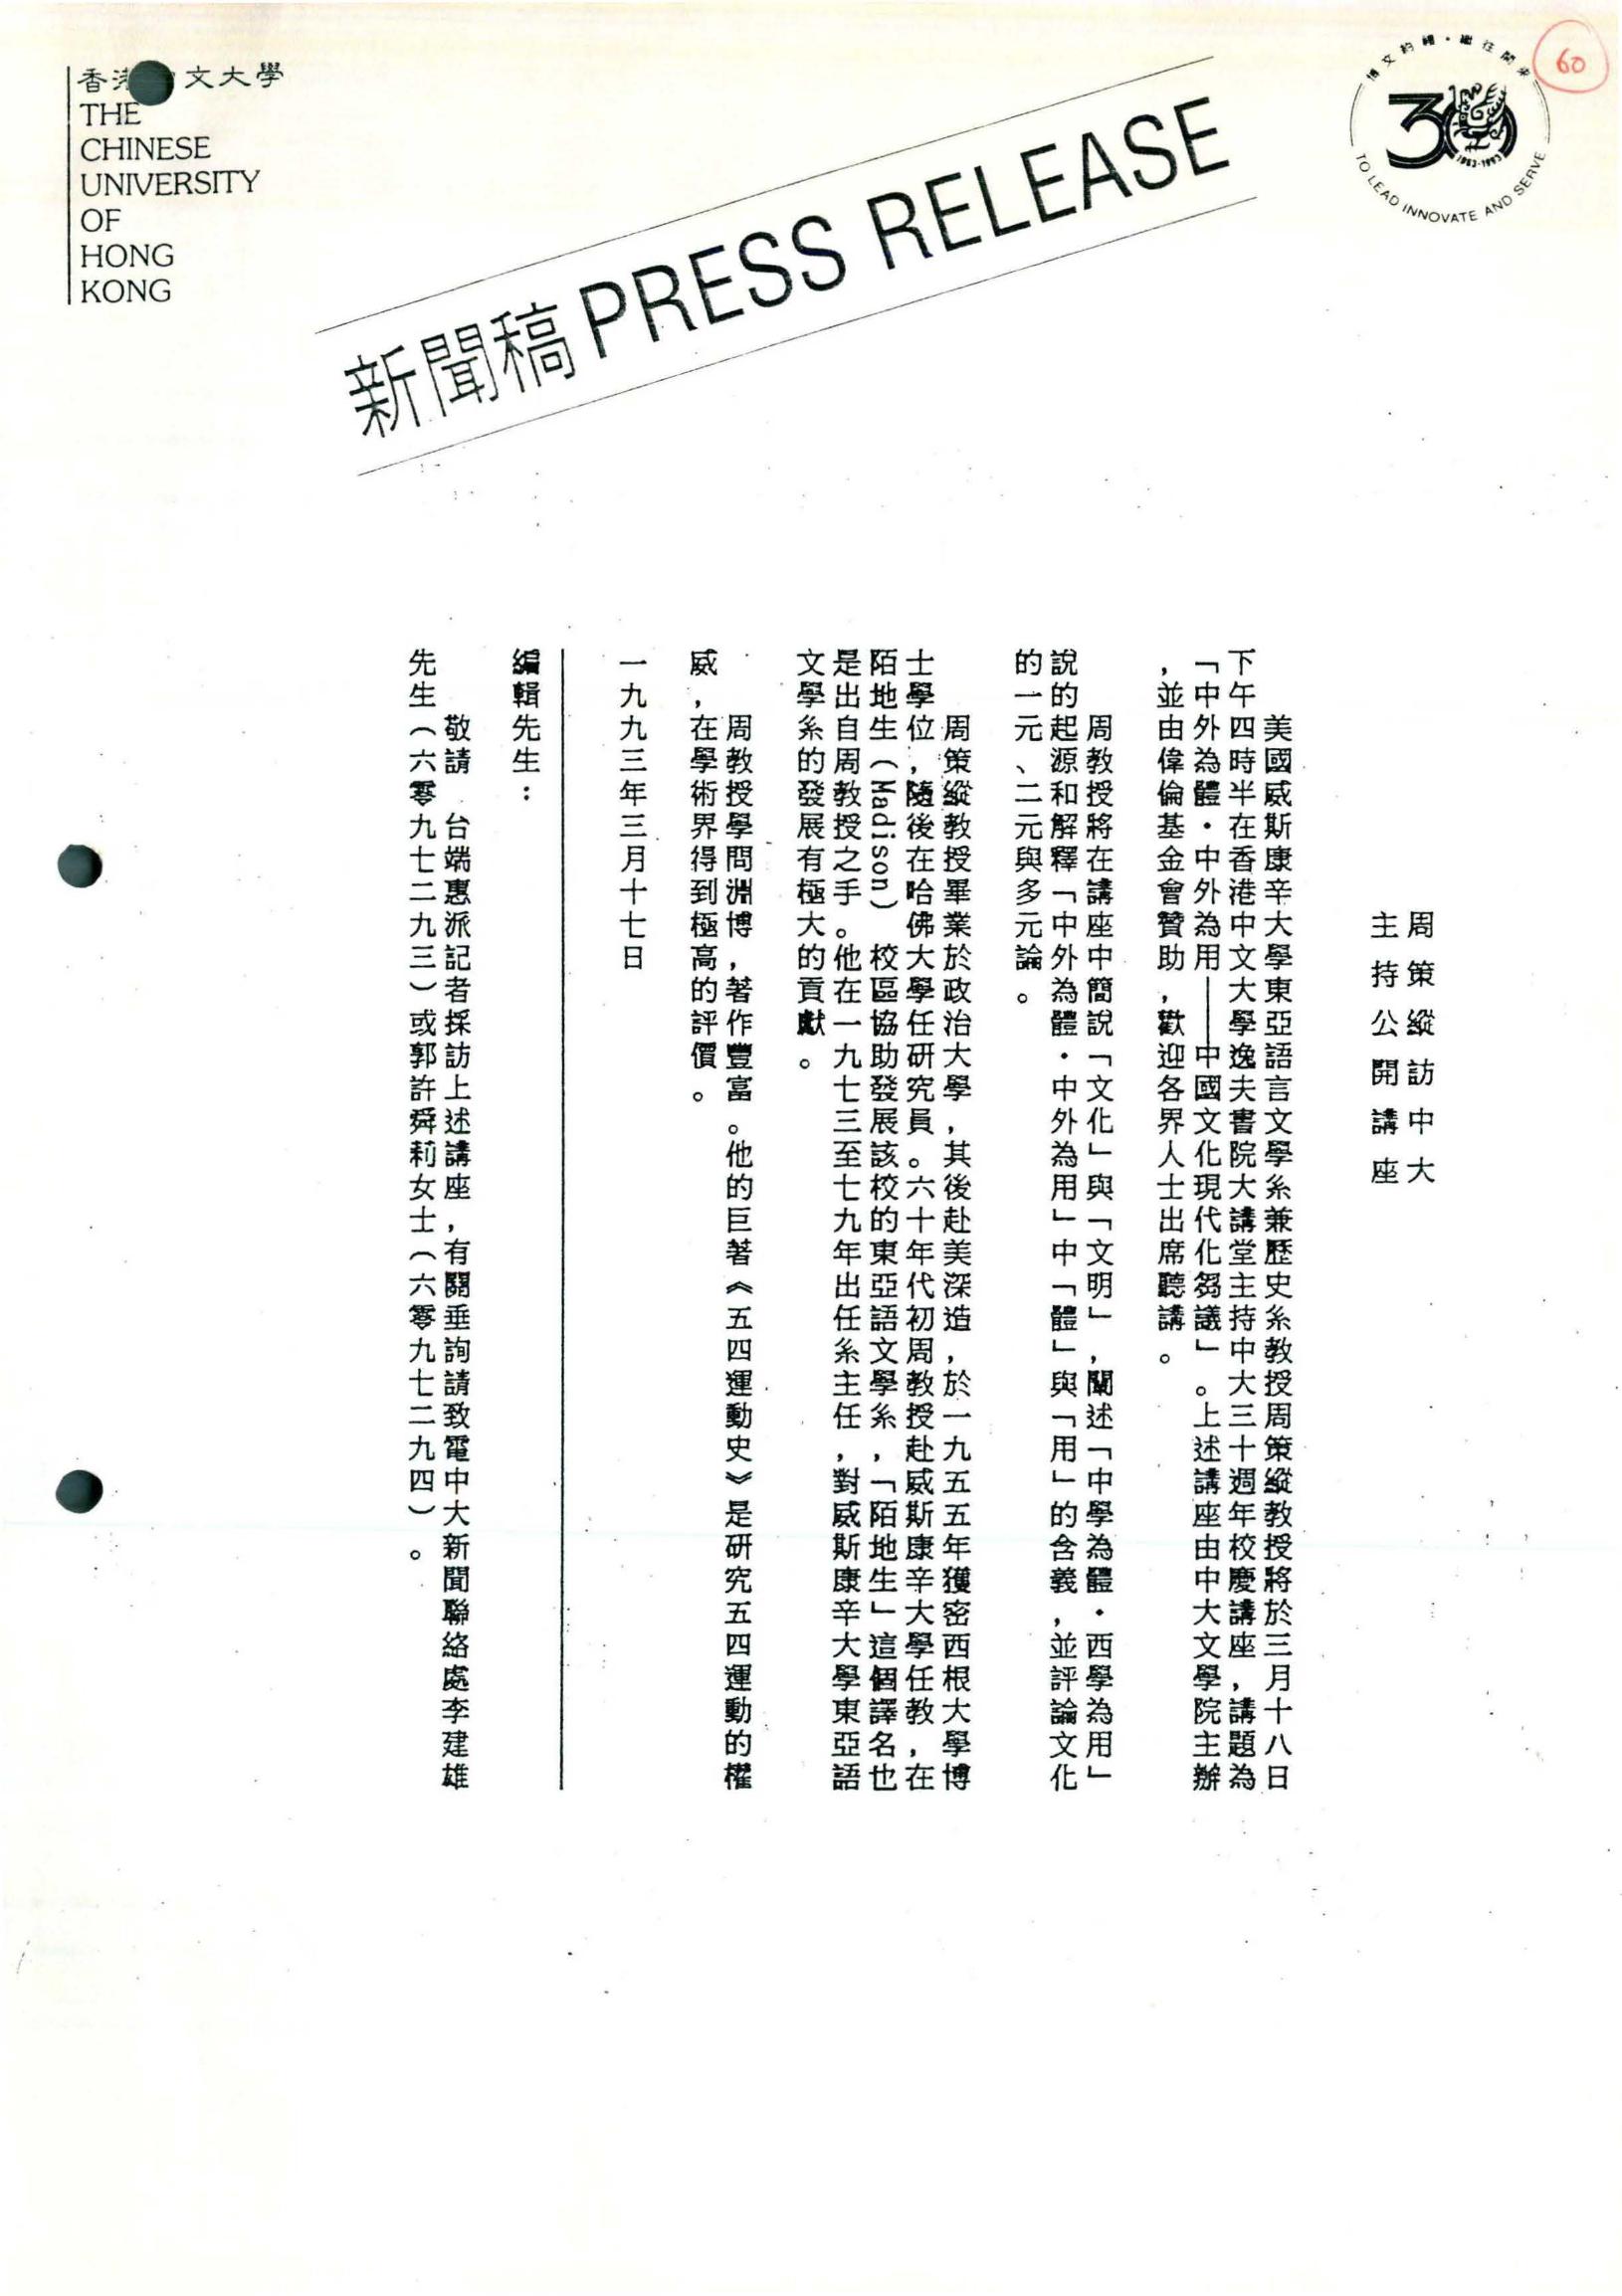 香港中文大學
THE
CHINESE
UNIVERSITY
OF
HONG
KONG
新聞稿 PRESS RELEASE
博文約禮・繼往開來
30
1963-1993
TO LEAD INNOVATE AND SERVE
60
周策縱訪中大
主持公開講座
美國威斯康辛大學東亞語言文學系兼歷史系教授周策縱教授將於三月十八日
下午四時半在香港中文大學逸夫書院大講堂主持中大三十週年校慶講座，講題為
「中外為體・中外為用——中國文化現代化芻議」。上述講座由中大文學院主辦
，並由偉倫基金會贊助，歡迎各界人士出席聽講。
周教授將在講座中簡說「文化」與「文明」，闡述「中學為體・西學為用」
說的起源和解釋「中外為體・中外為用」中「體」與「用」的含義，並評論文化
的一元、二元與多元論。
周策縱教授畢業於政治大學，其後赴美深造，於一九五五年獲密西根大學博
士學位，隨後在哈佛大學任研究員。六十年代初周教授赴威斯康辛大學任教，在
陌地生（Madison）校區協助發展該校的東亞語文學系，「陌地生」這個譯名也
是出自周教授之手。他在一九七三至七九年出任系主任，對威斯康辛大學東亞語
文學系的發展有極大的貢獻。
周教授學問淵博，著作豐富。他的巨著《五四運動史》是研究五四運動的權
威，在學術界得到極高的評價。
一九九三年三月十七日
編輯先生：
敬請　台端惠派記者採訪上述講座，有關垂詢請致電中大新聞聯絡處李建雄
先生（六零九七二九三）或郭許舜莉女士（六零九七二九四）。